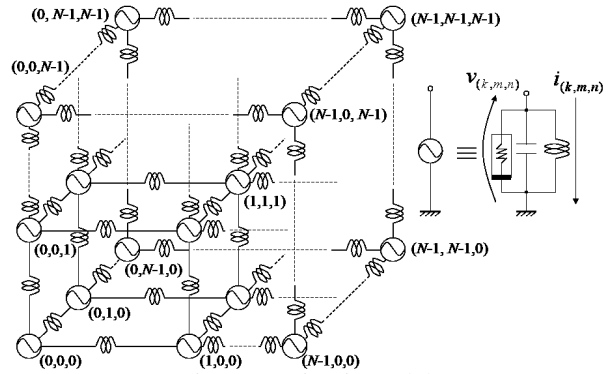 (0, N-1,N-1)
(N-1,N-1,N-1)
(0,0,N-1)
(N-1,0, N-1)
v(k,m,n)
i(k,m,n)
(1,1,1)
(0,0,1)
(0,N-1,0)
(N-1, N-1,0)
(0,1,0)
(0,0,0)
(1,0,0)
(N-1,0,0)